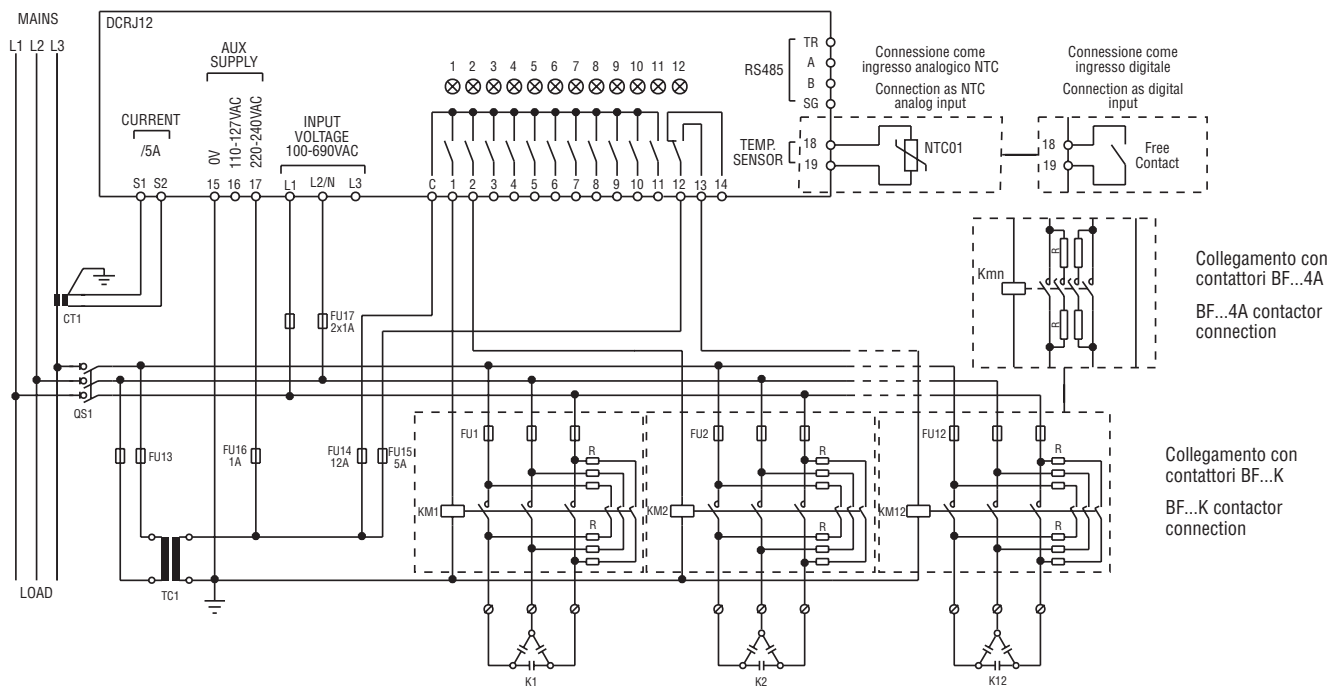 MAINS
L1 L2 L3
DCRJ12
AUX
SUPPLY
CURRENT
/5A
0V
110-127VAC
220-240VAC
INPUT
VOLTAGE
100-690VAC
1 2 3 4 5 6 7 8 9 10 11 12
RS485
TR
A
B
SG
TEMP.
SENSOR
18
19
Connessione come
ingresso analogico NTC
Connection as NTC
analog input
NTC01
Connessione come
ingresso digitale
Connection as digital
input
18
19
Free
Contact
S1 S2 15 16 17 L1 L2/N L3 C 1 2 3 4 5 6 7 8 9 10 11 12 13 14
CT1
FU17
2x1A
Kmn
R
R
Collegamento con
contattori BF...4A
BF...4A contactor
connection
QS1
FU13
FU16
1A
FU14
12A
FU15
5A
FU1
FU2
FU12
R
R
R
KM1
KM2
KM12
R
R
R
Collegamento con
contattori BF...K
BF...K contactor
connection
LOAD
TC1
K1
K2
K12